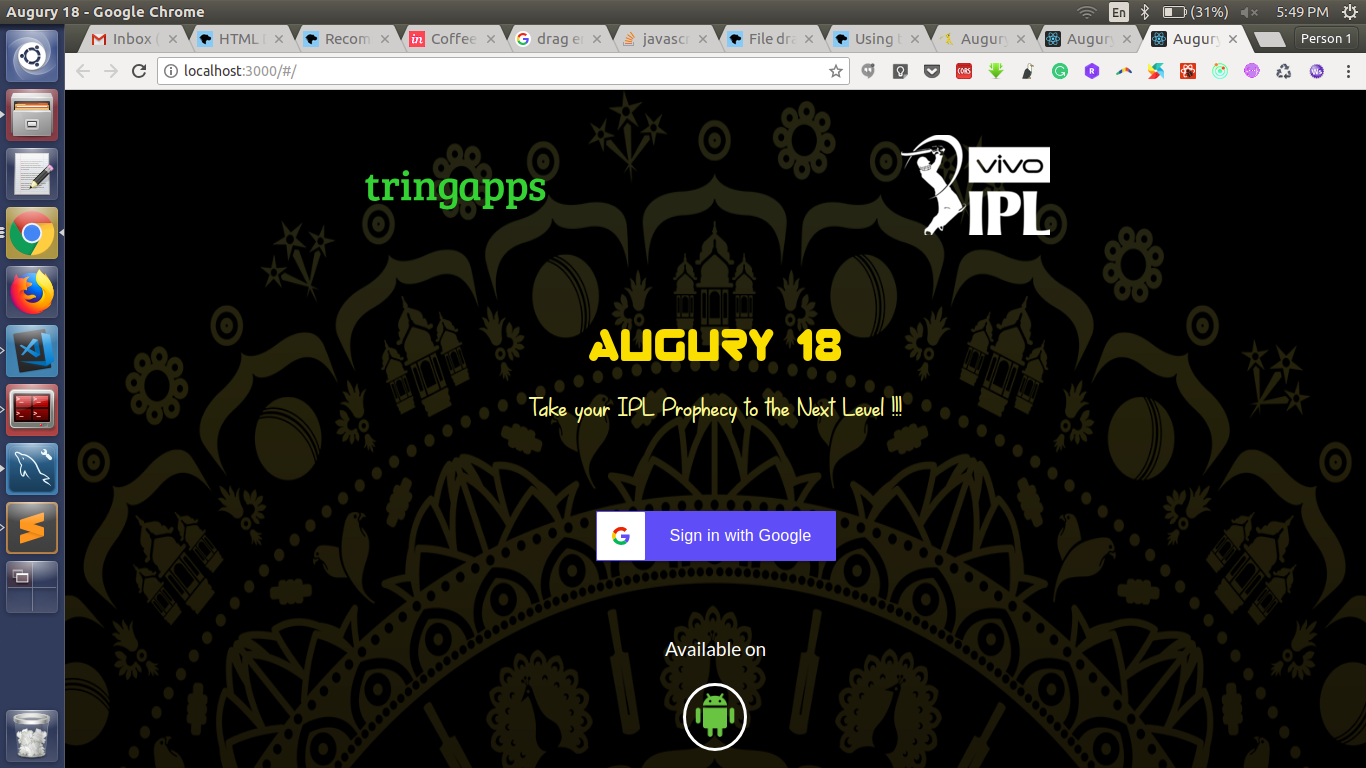 Augury 18 - Google Chrome
En
(31%)
5:49 PM
Inbox (
HTML
Recom
Coffee
drag e
javascr
File dra
Using
Augury
Augury
Augury
Person 1
localhost:3000/#/
CORS
tringapps
vivo
IPL
AUGURY 18
Take your IPL Prophecy to the Next Level !!!
Sign in with Google
Available on